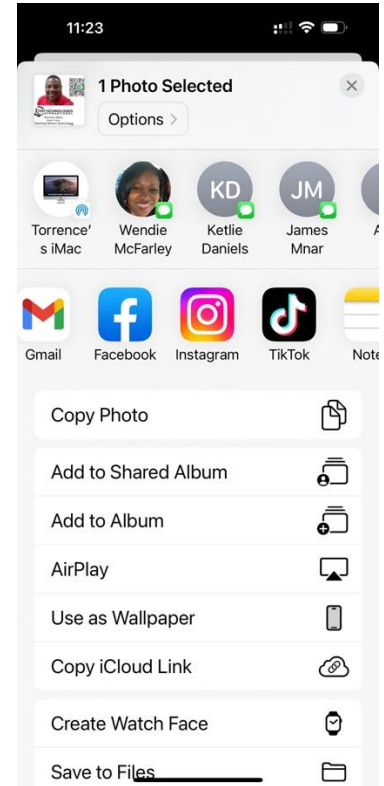 11:23
1 Photo Selected
Options
Torrence'
s iMac
Wendie
McFarley
Ketlie
Daniels
James
Mnar
KD
JM
A
Gmail
Facebook
Instagram
TikTok
Note
Copy Photo
Add to Shared Album
Add to Album
AirPlay
Use as Wallpaper
Copy iCloud Link
Create Watch Face
Save to Files